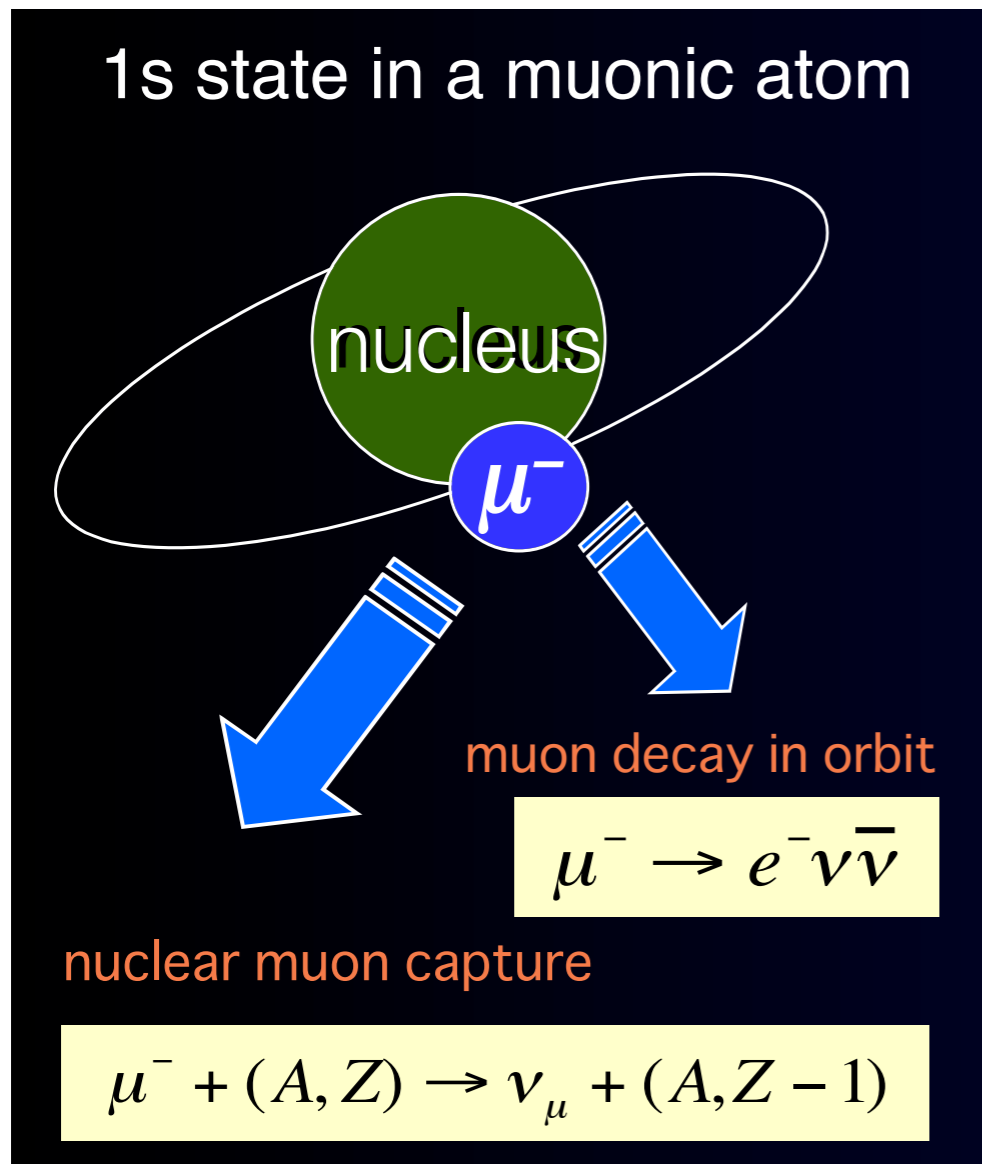 1s state in a muonic atom
nucleus
μ⁻
muon decay in orbit
μ⁻ → e⁻νν̅
nuclear muon capture
μ⁻ + (A, Z) → ν_μ + (A, Z − 1)